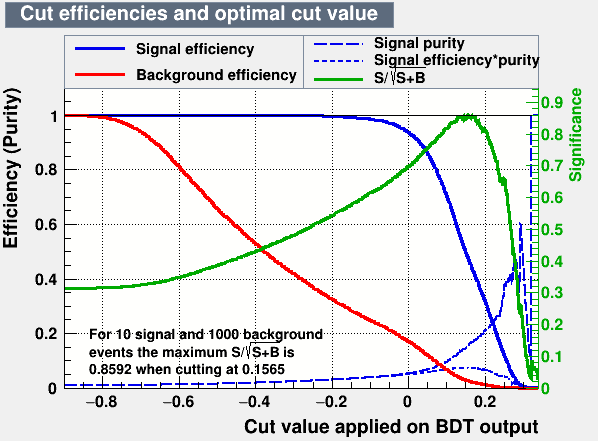 Cut efficiencies and optimal cut value
Signal efficiency
Background efficiency
Signal purity
Signal efficiency*purity
S/√S+B
Efficiency (Purity)
1
0.8
0.6
0.4
0.2
0
0.9
0.8
0.7
0.6
0.5
0.4
0.3
0.2
0.1
0
Significance
For 10 signal and 1000 background
events the maximum S/√S+B is
0.8592 when cutting at 0.1565
−0.8 −0.6 −0.4 −0.2 0 0.2
Cut value applied on BDT output